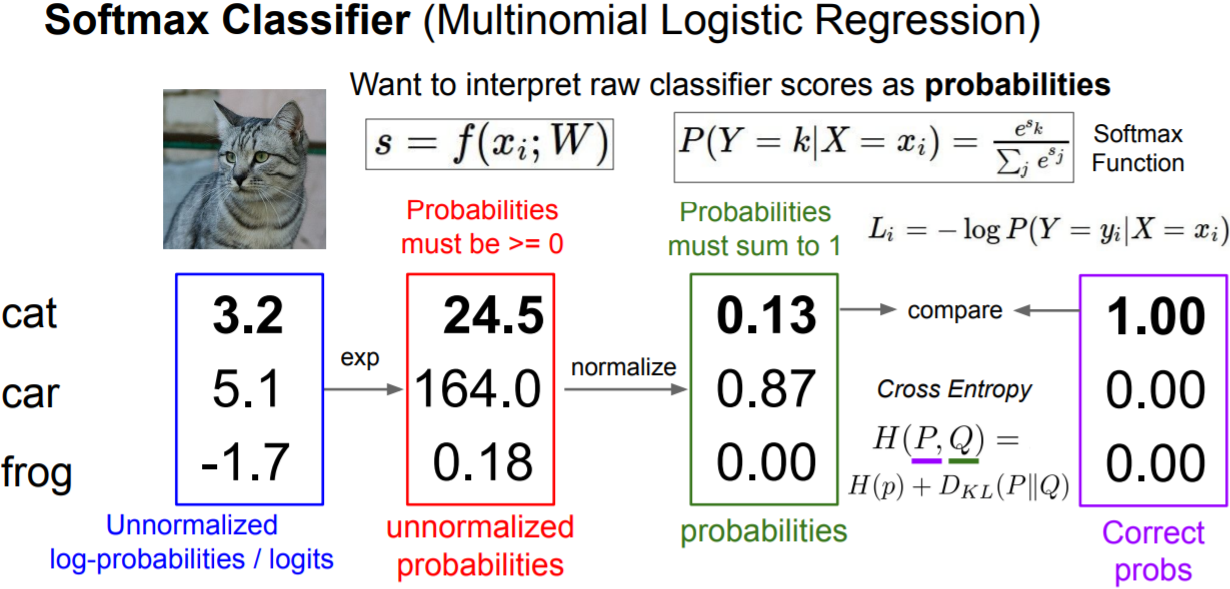 Softmax Classifier (Multinomial Logistic Regression)
Want to interpret raw classifier scores as probabilities
s = f(x_i; W)
P(Y = k|X = x_i) = \frac{e^{s_k}}{\sum_j e^{s_j}}
Softmax
Function
Probabilities
must be >= 0
Probabilities
must sum to 1
L_i = − log P(Y = y_i|X = x_i)
cat
3.2
24.5
0.13
compare
1.00
exp
normalize
car
5.1
164.0
0.87
Cross Entropy
0.00
frog
-1.7
0.18
0.00
H(P, Q) =
H(p) + D_{KL}(P||Q)
0.00
Unnormalized
log-probabilities / logits
unnormalized
probabilities
probabilities
Correct
probs